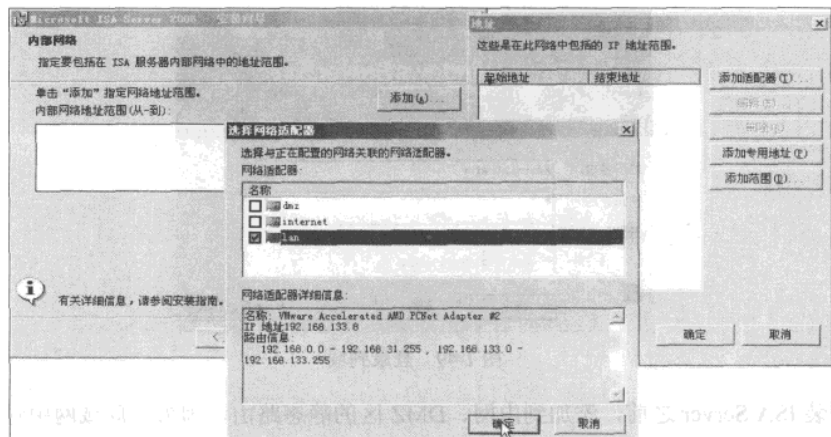 Microsoft ISA Server 2006 - 安装向导
内部网络
指定要包括在 ISA 服务器内部网络中的地址范围。
单击“添加”指定网络地址范围。
内部网络地址范围(从-到):
添加(A)...
有关详细信息，请参阅安装指南。
地址
这些是在此网络中包括的 IP 地址范围。
起始地址
结束地址
添加适配器(T)...
编辑(E)...
删除(R)
添加专用地址(P)
添加范围(D)...
确定
取消
选择网络适配器
选择与正在配置的网络关联的网络适配器。
网络适配器:
名称
dmz
internet
lan
网络适配器详细信息:
名称: VMware Accelerated AMD PCNet Adapter #2
IP 地址192.168.133.8
路由信息:
192.168.0.0 - 192.168.31.255 , 192.168.133.0 -
192.168.133.255
确定
取消